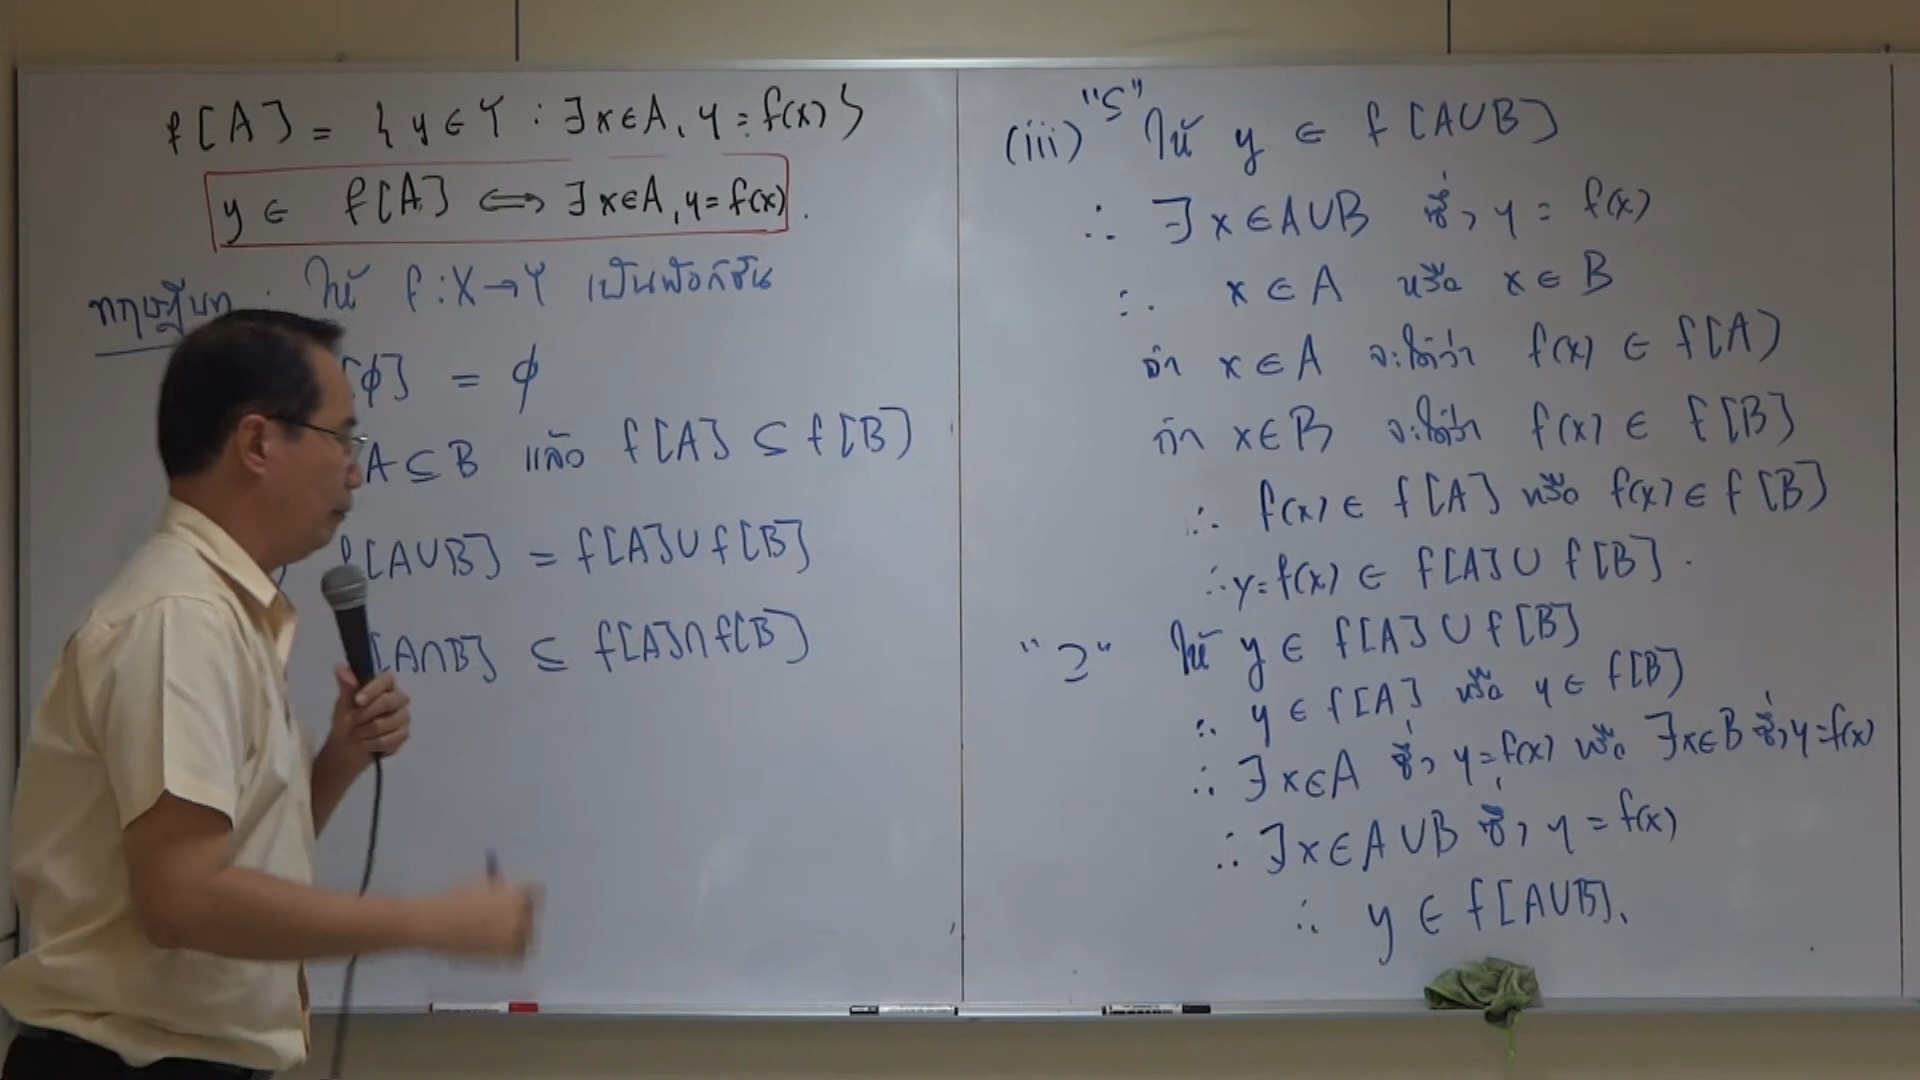 f[A] = { y ∈ Y : ∃x∈A, y = f(x) }
y ∈ f[A] ⟺ ∃x∈A, y = f(x).
ทฤษฎีบท : ให้ f : X → Y เป็นฟังก์ชัน
[ϕ] = ϕ
A ⊆ B แล้ว f[A] ⊆ f[B]
f[A∪B] = f[A]∪f[B]
[A∩B] ⊆ f[A]∩f[B]
(iii) "⊆" ให้ y ∈ f[A∪B]
∴ ∃x∈A∪B ซึ่ง y = f(x)
∴ x ∈ A หรือ x ∈ B
ถ้า x ∈ A จะได้ว่า f(x) ∈ f[A]
ถ้า x∈B จะได้ว่า f(x) ∈ f[B]
∴ f(x) ∈ f[A] หรือ f(x) ∈ f[B]
∴ y = f(x) ∈ f[A]∪f[B].
"⊇" ให้ y ∈ f[A]∪f[B]
∴ y ∈ f[A] หรือ y ∈ f[B]
∴ ∃x∈A ซึ่ง y = f(x) หรือ ∃x∈B ซึ่ง y = f(x)
∴ ∃x∈A∪B ซึ่ง y = f(x)
∴ y ∈ f[A∪B].